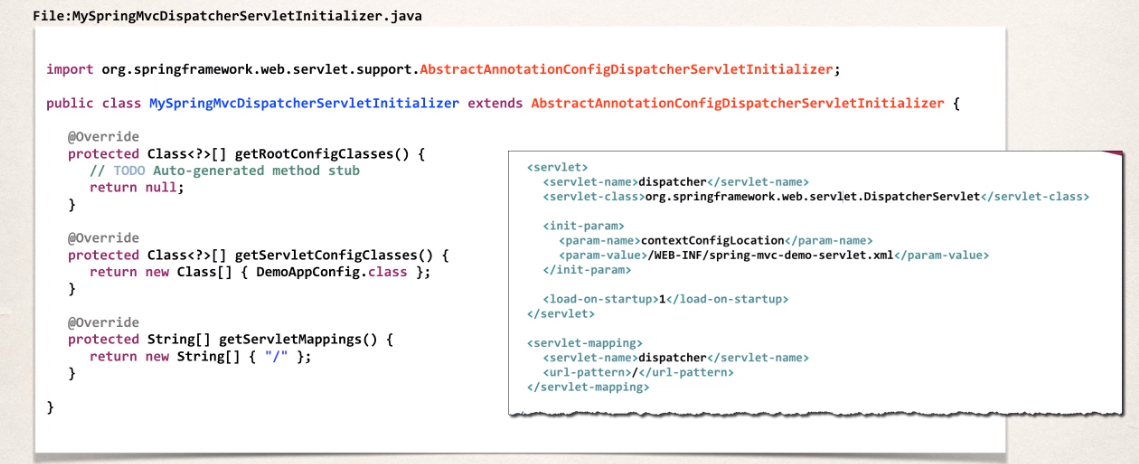 File:MySpringMvcDispatcherServletInitializer.java
import org.springframework.web.servlet.support.AbstractAnnotationConfigDispatcherServletInitializer;
public class MySpringMvcDispatcherServletInitializer extends AbstractAnnotationConfigDispatcherServletInitializer {
@Override
protected Class<?>[] getRootConfigClasses() {
// TODO Auto-generated method stub
return null;
}
@Override
protected Class<?>[] getServletConfigClasses() {
return new Class[] { DemoAppConfig.class };
}
@Override
protected String[] getServletMappings() {
return new String[] { "/" };
}
}
<servlet>
<servlet-name>dispatcher</servlet-name>
<servlet-class>org.springframework.web.servlet.DispatcherServlet</servlet-class>
<init-param>
<param-name>contextConfigLocation</param-name>
<param-value>/WEB-INF/spring-mvc-demo-servlet.xml</param-value>
</init-param>
<load-on-startup>1</load-on-startup>
</servlet>
<servlet-mapping>
<servlet-name>dispatcher</servlet-name>
<url-pattern>/</url-pattern>
</servlet-mapping>